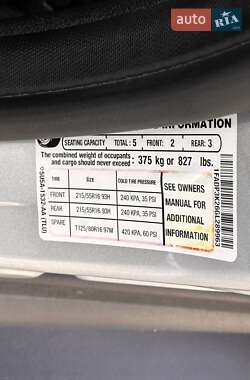 auto
RIA
.com
INFORMATION
SEATING CAPACITY TOTAL: 5 FRONT: 2 REAR: 3
The combined weight of occupants
and cargo should never exceed: 375 kg or 827 lbs.
TIRE SIZE COLD TIRE PRESSURE
FRONT 215/55R16 93H 240 KPA, 35 PSI
REAR 215/55R16 93H 240 KPA, 35 PSI
SPARE T125/80R16 97M 420 KPA, 60 PSI
SEE OWNERS
MANUAL FOR
ADDITIONAL
INFORMATION
1FADP3K26GL289963